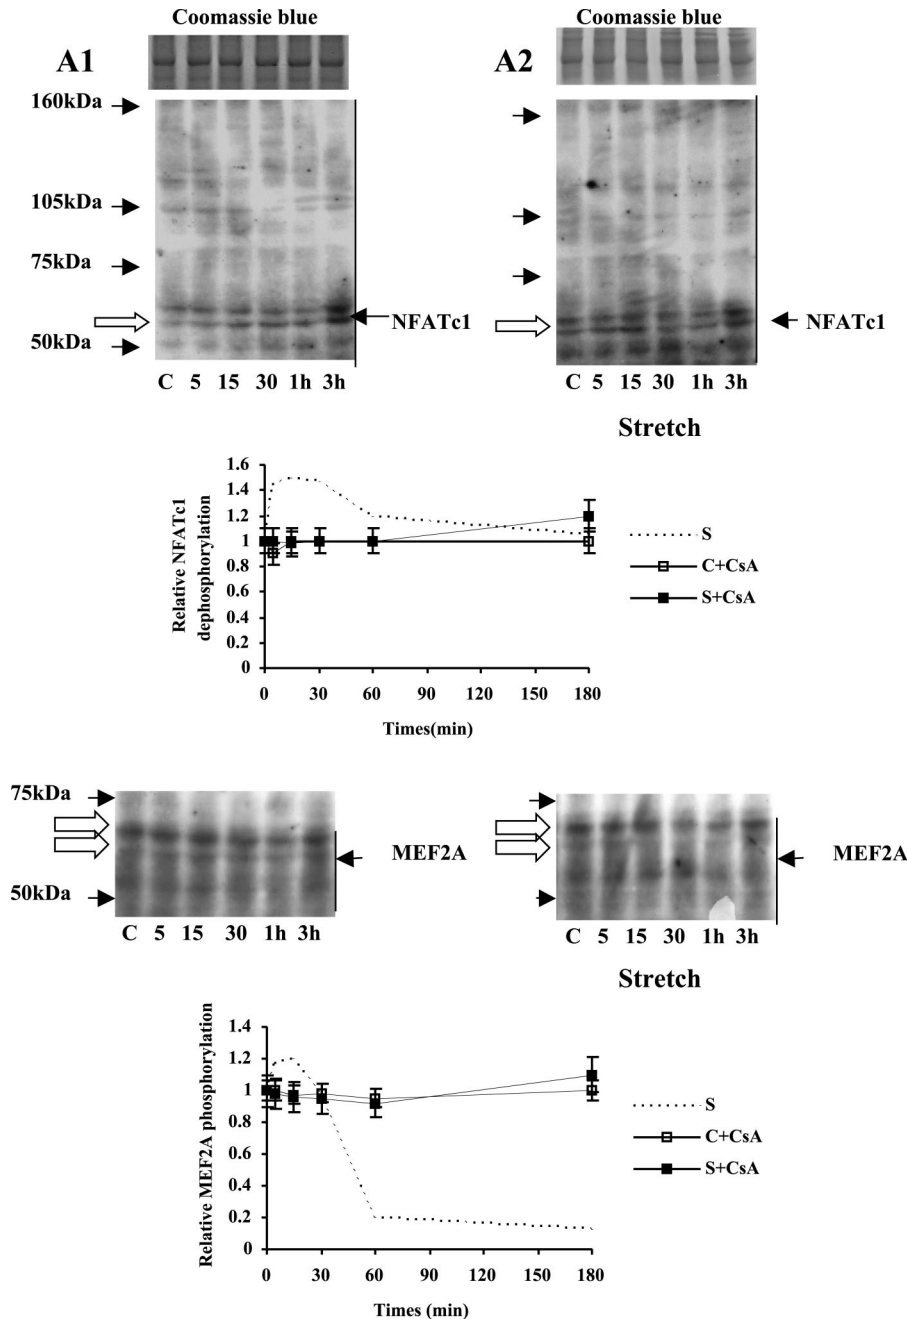 Coomassie blue
Coomassie blue
A1
A2
160kDa
105kDa
75kDa
50kDa
NFATc1
NFATc1
C 5 15 30 1h 3h
C 5 15 30 1h 3h
Stretch
Relative NFATc1
dephosphorylation
1.6
1.4
1.2
1
0.8
0.6
0.4
0.2
0
0 30 60 90 120 150 180
Times(min)
S
C+CsA
S+CsA
75kDa
50kDa
MEF2A
MEF2A
C 5 15 30 1h 3h
C 5 15 30 1h 3h
Stretch
Relative MEF2A phosphorylation
1.4
1.2
1
0.8
0.6
0.4
0.2
0
0 30 60 90 120 150 180
Times (min)
S
C+CsA
S+CsA